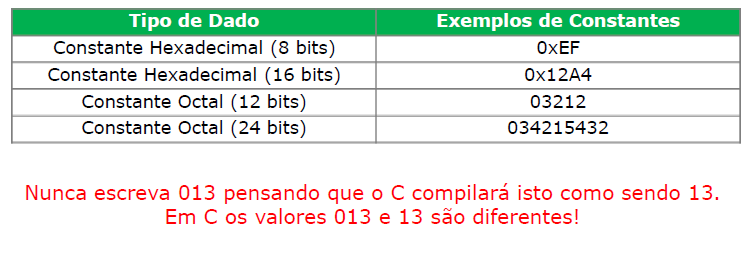 Tipo de Dado Exemplos de Constantes
Constante Hexadecimal (8 bits) 0xEF
Constante Hexadecimal (16 bits) 0x12A4
Constante Octal (12 bits) 03212
Constante Octal (24 bits) 034215432
Nunca escreva 013 pensando que o C compilará isto como sendo 13.
Em C os valores 013 e 13 são diferentes!